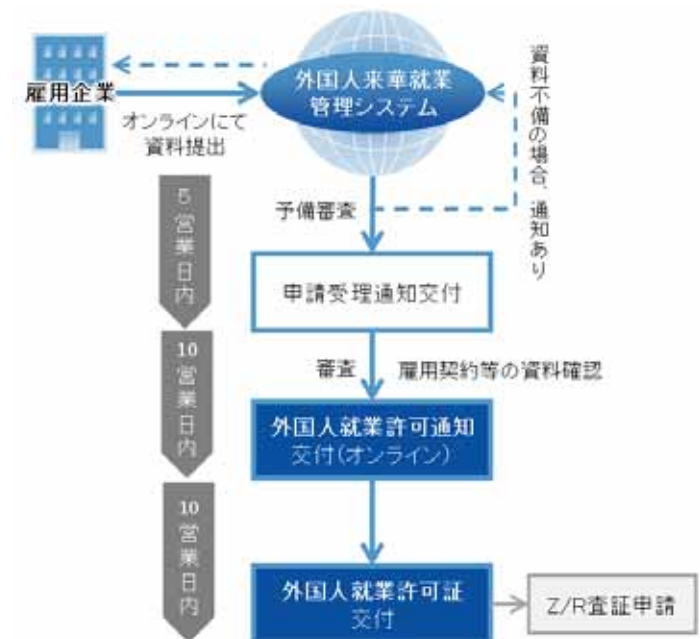 雇用企業
外国人来華就業
管理システム
オンラインにて
資料提出
資料不備の場合、通知あり
予備審査
5営業日内
申請受理通知交付
審査
雇用契約等の資料確認
10営業日内
外国人就業許可通知
交付(オンライン)
10営業日内
外国人就業許可証
交付
Z/R査証申請